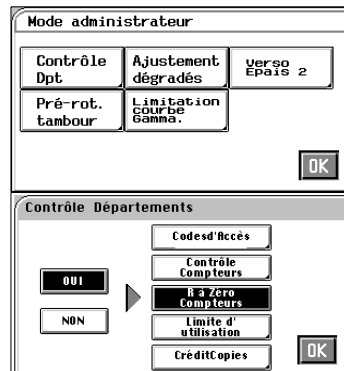 Mode administrateur
Contrôle
Dpt
Ajustement
dégradés
Verso
Epais 2
Pré-rot.
tambour
Limitation
courbe
Gamma.
OK
Contrôle Départements
Codesd'Accès
Contrôle
Compteurs
OUI
R à Zéro
Compteurs
NON
Limite d'
utilisation
CréditCopies
OK